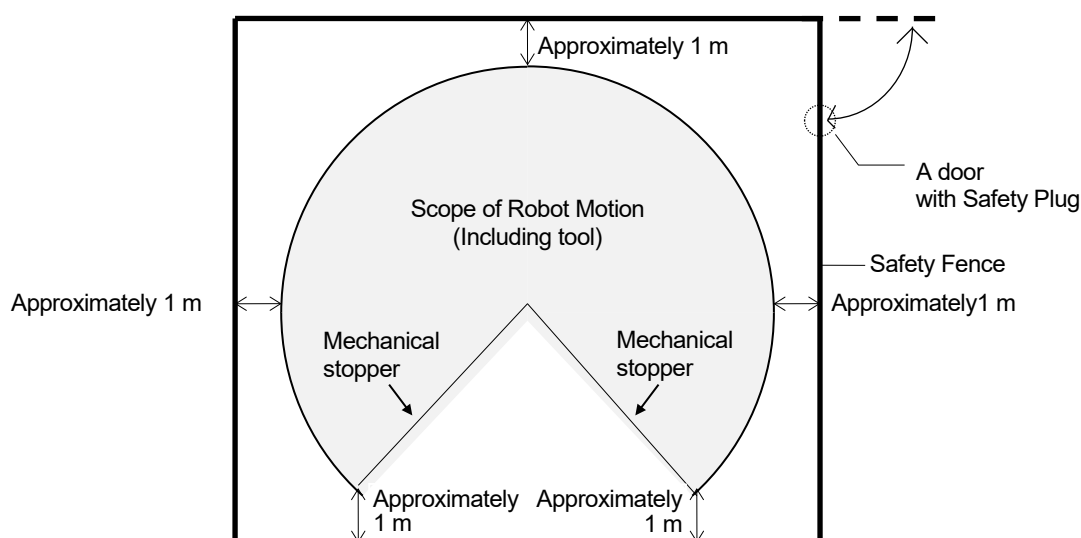 Approximately 1 m
A door
with Safety Plug
Scope of Robot Motion
(Including tool)
Safety Fence
Approximately 1 m
Approximately1 m
Mechanical
stopper
Mechanical
stopper
Approximately
1 m
Approximately
1 m